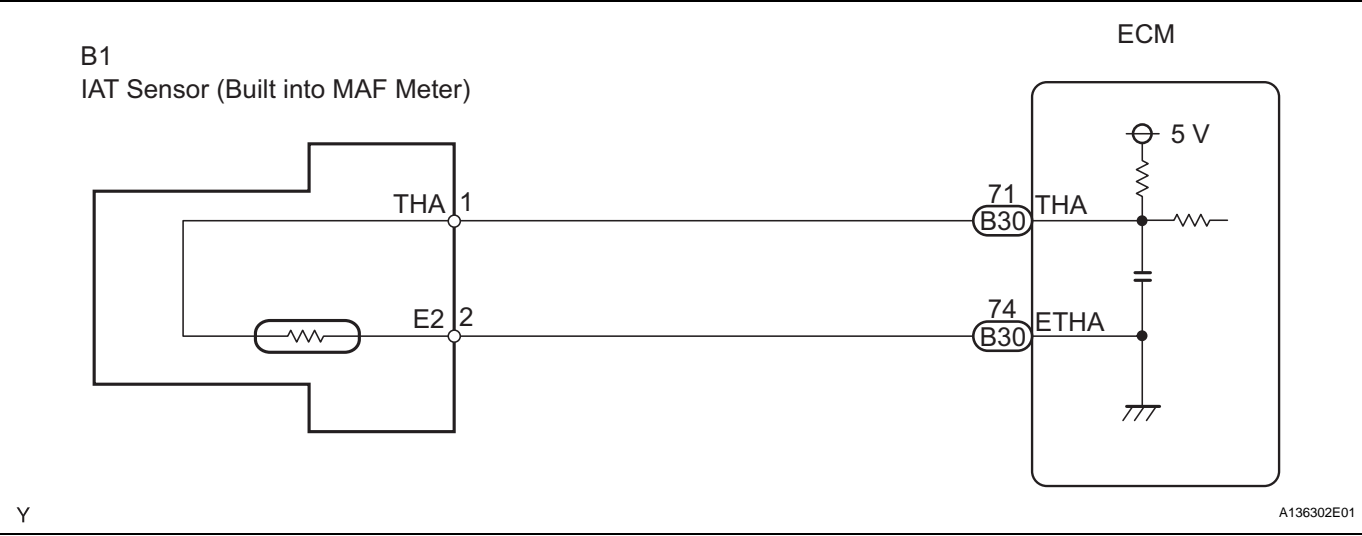 ECM
B1
IAT Sensor (Built into MAF Meter)
5 V
THA 1
71
B30
THA
E2 2
74
B30
ETHA
Y
A136302E01